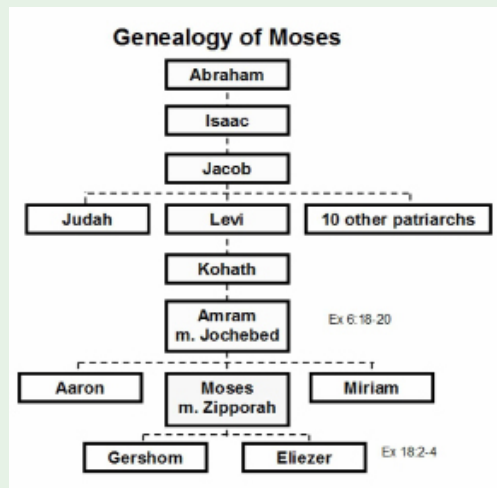 Genealogy of Moses
Abraham
Isaac
Jacob
Judah
Levi
10 other patriarchs
Kohath
Amram
m. Jochebed
Ex 6:18-20
Aaron
Moses
m. Zipporah
Miriam
Gershom
Eliezer
Ex 18:2-4